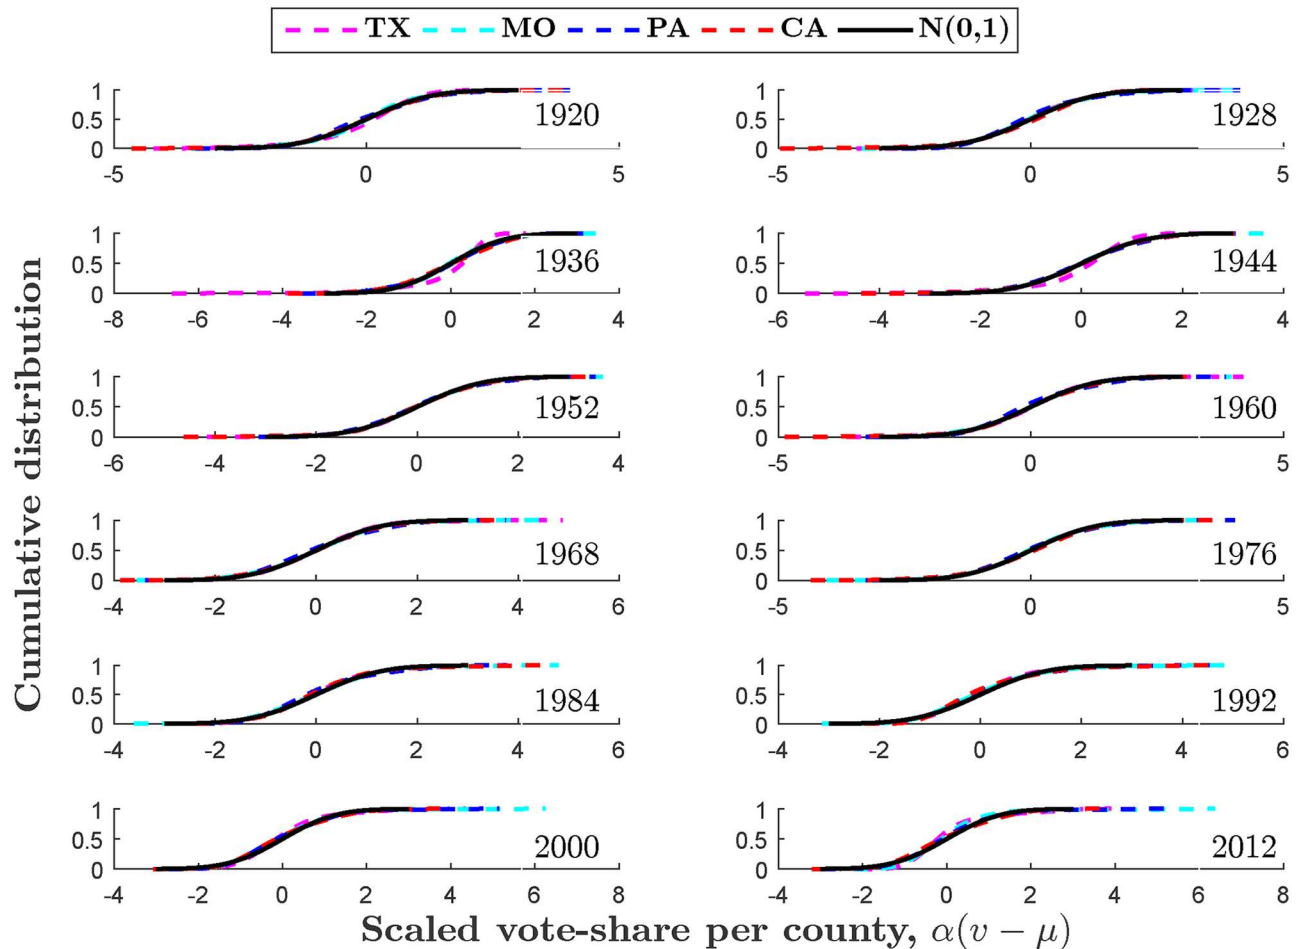 TX MO PA CA N(0,1)
1 0.5 0 -5 0 5 1920
1 0.5 0 -5 0 5 1928
1 0.5 0 -8 -6 -4 -2 0 2 4 1936
1 0.5 0 -6 -4 -2 0 2 4 1944
1 0.5 0 -6 -4 -2 0 2 4 1952
1 0.5 0 -5 0 5 1960
1 0.5 0 -4 -2 0 2 4 6 1968
1 0.5 0 -5 0 5 1976
1 0.5 0 -4 -2 0 2 4 6 1984
1 0.5 0 -4 -2 0 2 4 6 1992
1 0.5 0 -4 -2 0 2 4 6 8 2000
1 0.5 0 -4 -2 0 2 4 6 8 2012
Cumulative distribution
Scaled vote-share per county, α(v − μ)